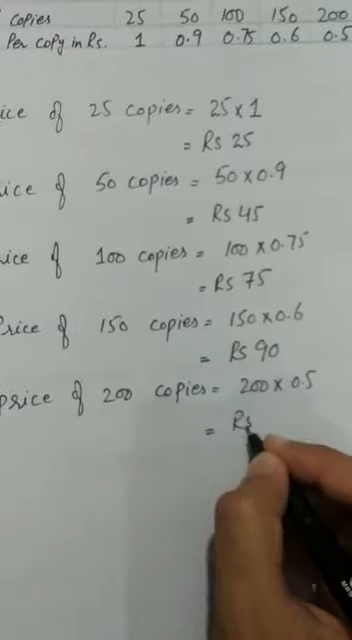 copies 25 50 100 150 200
Per copy in Rs. 1 0.9 0.75 0.6 0.5
ice of 25 copies = 25 x 1
= Rs 25
ice of 50 copies = 50 x 0.9
= Rs 45
ice of 100 copies = 100 x 0.75
= Rs 75
rice of 150 copies = 150 x 0.6
= Rs 90
price of 200 copies = 200 x 0.5
= Rs